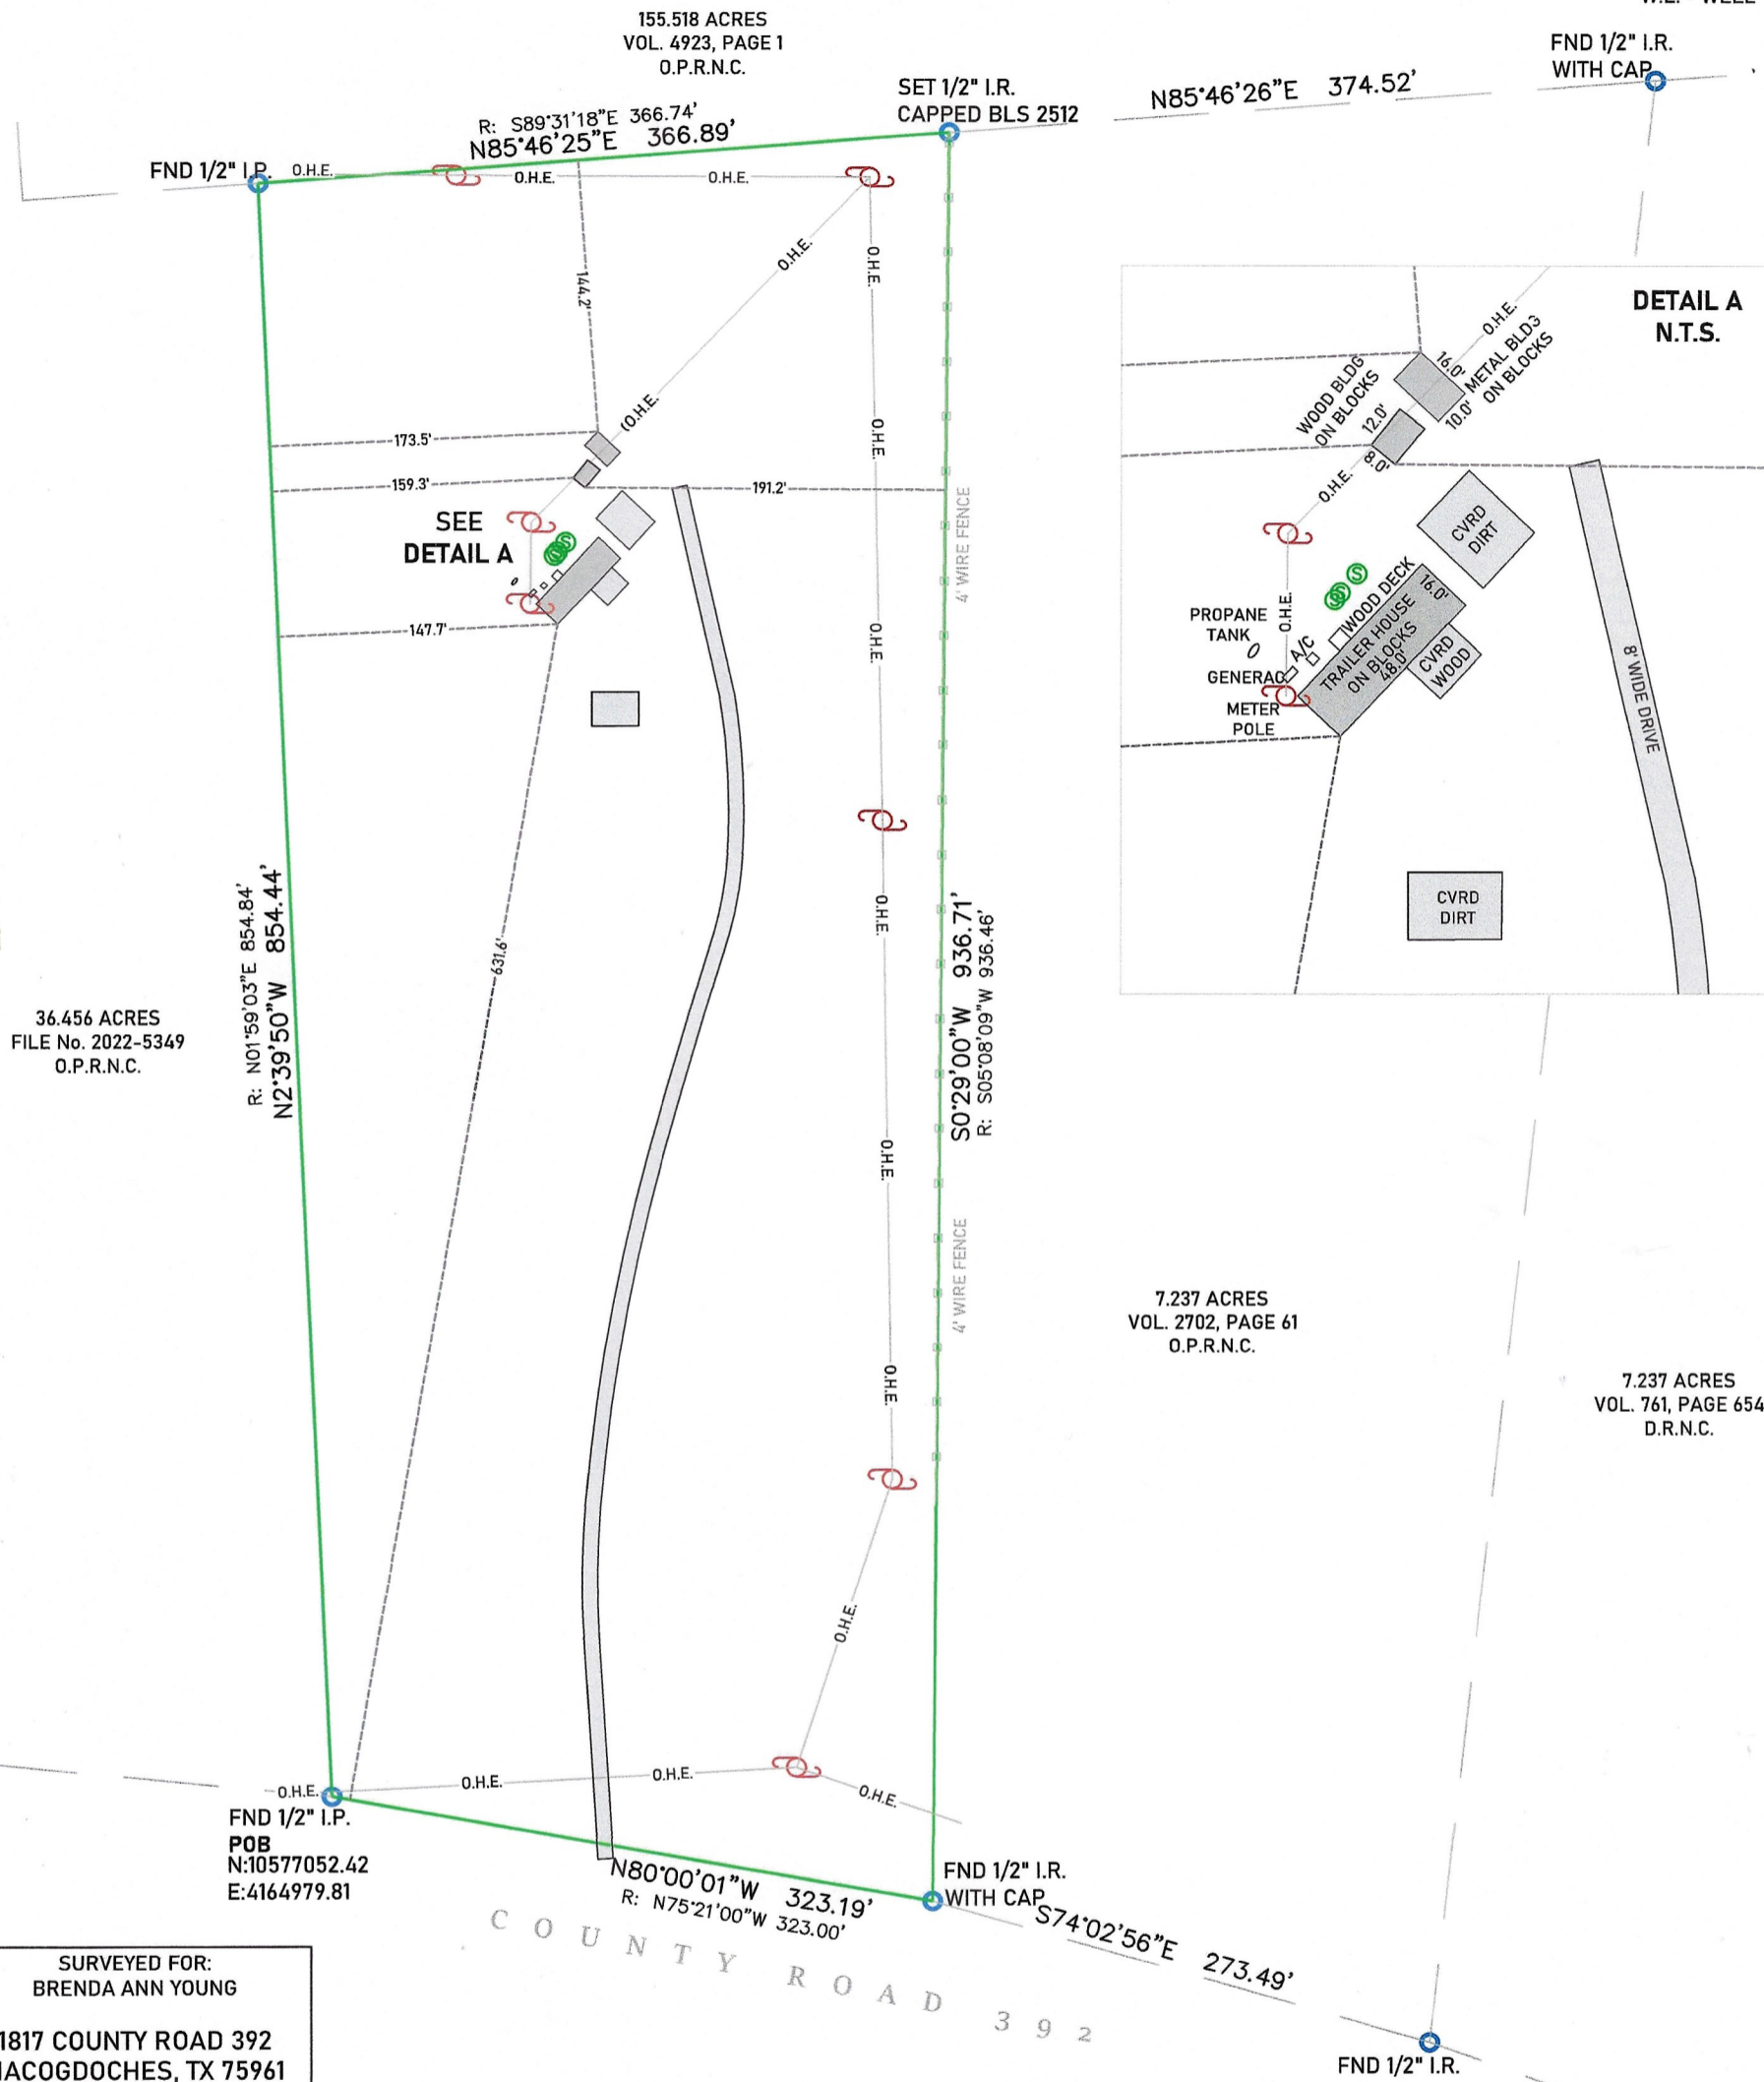 155.518 ACRES
VOL. 4923, PAGE 1
O.P.R.N.C.
FND 1/2" I.R.
WITH CAP
SET 1/2" I.R.
CAPPED BLS 2512
N85°46'26"E 374.52'
R: S89°31'18"E 366.74'
N85°46'25"E 366.89'
FND 1/2" I.P.
O.H.E.
O.H.E.
O.H.E.
O.H.E.
O.H.E.
144.2'
(O.H.E.
O.H.E.
173.5'
159.3'
191.2'
SEE
DETAIL A
4' WIRE FENCE
147.7'
O.H.E.
O.H.E.
631.6'
R: N01°59'03"E 854.84'
N2°39'50"W 854.44'
S0°29'00"W 936.71'
R: S05°08'09"W 936.46'
36.456 ACRES
FILE No. 2022-5349
O.P.R.N.C.
O.H.E.
4' WIRE FENCE
O.H.E.
O.H.E.
DETAIL A
N.T.S.
O.H.E.
METAL BLDG
ON BLOCKS
16.0'
10.0'
WOOD BLDG
ON BLOCKS
12.0'
8.0'
O.H.E.
CVRD
DIRT
S
S
S
WOOD DECK
16.0'
O.H.E.
PROPANE
TANK
A/C
TRAILER HOUSE
ON BLOCKS
48.0'
CVRD
WOOD
GENERAC
METER
POLE
8' WIDE DRIVE
CVRD
DIRT
7.237 ACRES
VOL. 2702, PAGE 61
O.P.R.N.C.
7.237 ACRES
VOL. 761, PAGE 654
D.R.N.C.
O.H.E.
O.H.E.
O.H.E.
O.H.E.
FND 1/2" I.P.
POB
N:10577052.42
E:4164979.81
N80°00'01"W 323.19'
R: N75°21'00"W 323.00'
FND 1/2" I.R.
WITH CAP
S74°02'56"E 273.49'
COUNTY ROAD 392
FND 1/2" I.R.
SURVEYED FOR:
BRENDA ANN YOUNG
1817 COUNTY ROAD 392
NACOGDOCHES, TX 75961